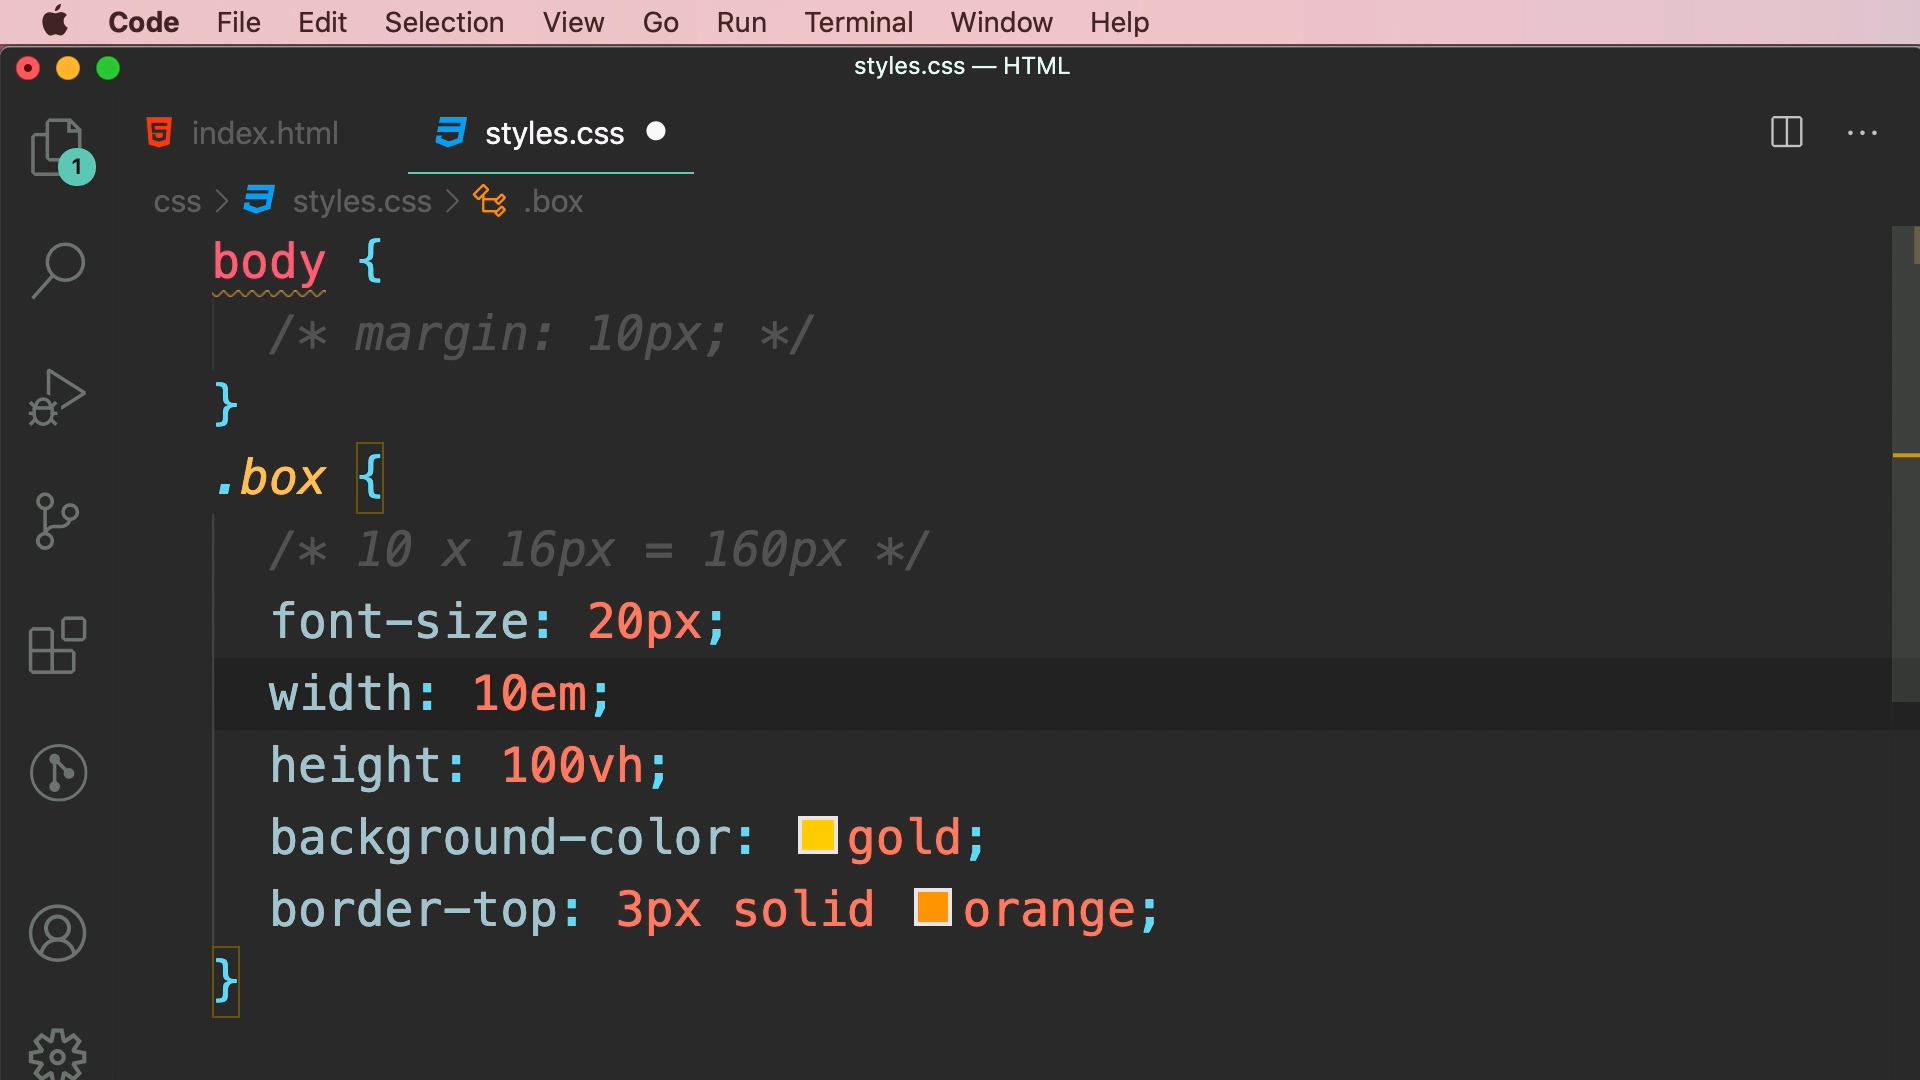 Code File Edit Selection View Go Run Terminal Window Help
styles.css — HTML
1
index.html styles.css
css > styles.css > .box
body {
/* margin: 10px; */
}
.box {
/* 10 x 16px = 160px */
font-size: 20px;
width: 10em;
height: 100vh;
background-color: gold;
border-top: 3px solid orange;
}